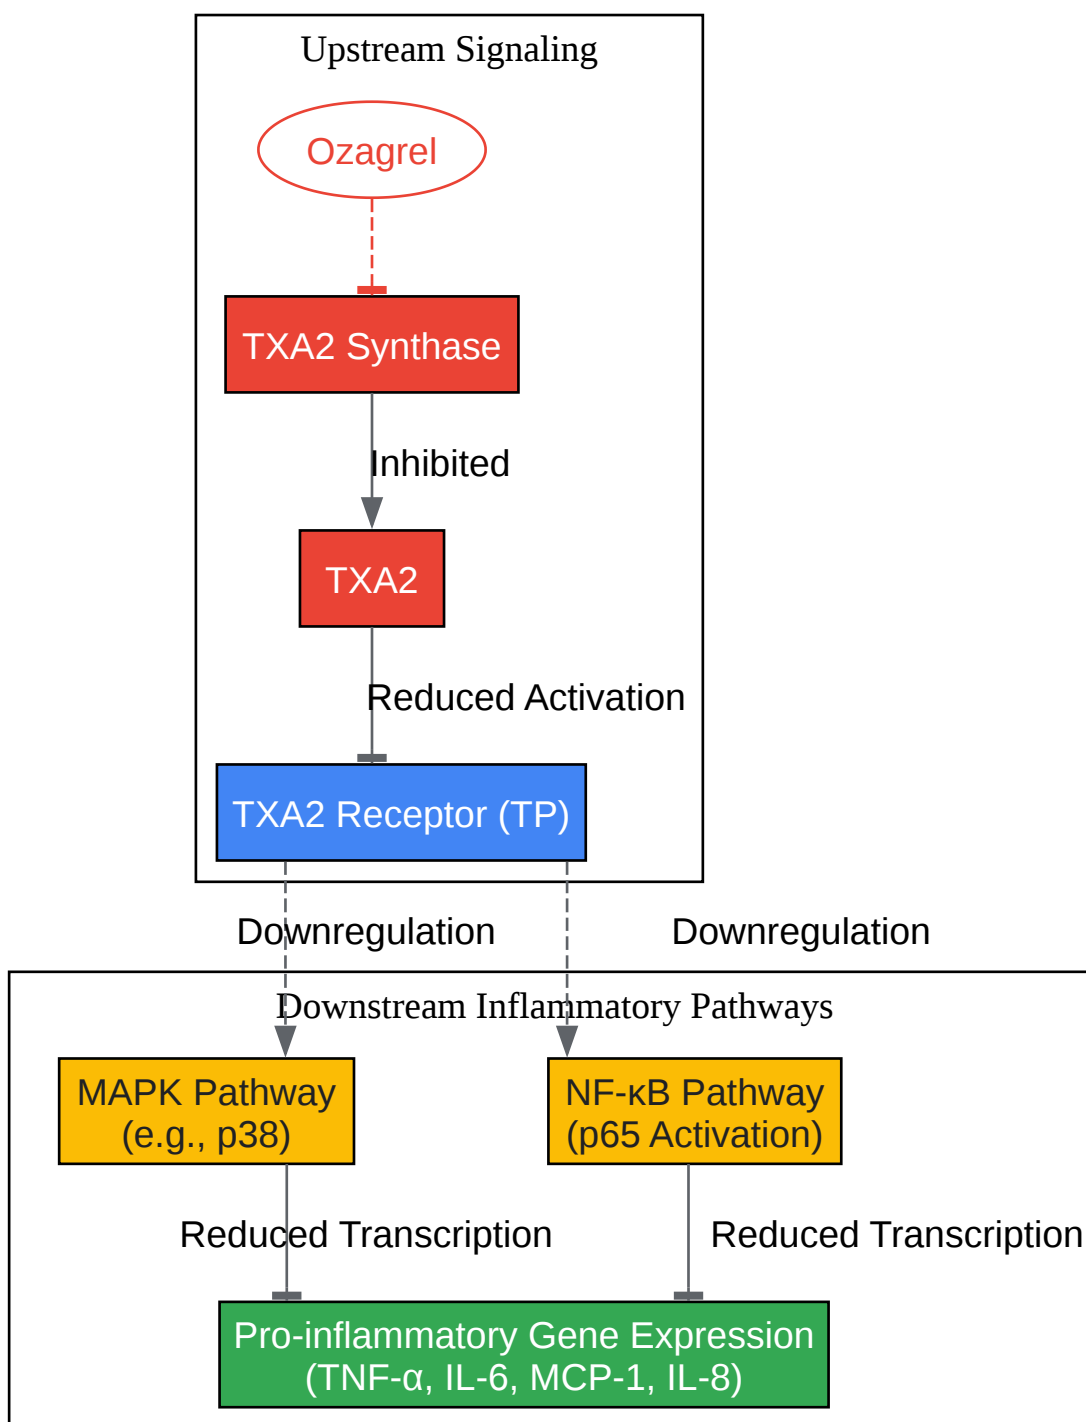 Upstream Signaling
Ozagrel
TXA2 Synthase
Inhibited
TXA2
Reduced Activation
TXA2 Receptor (TP)
Downregulation
Downregulation
Downstream Inflammatory Pathways
MAPK Pathway
(e.g., p38)
NF-κB Pathway
(p65 Activation)
Reduced Transcription
Reduced Transcription
Pro-inflammatory Gene Expression
(TNF-α, IL-6, MCP-1, IL-8)